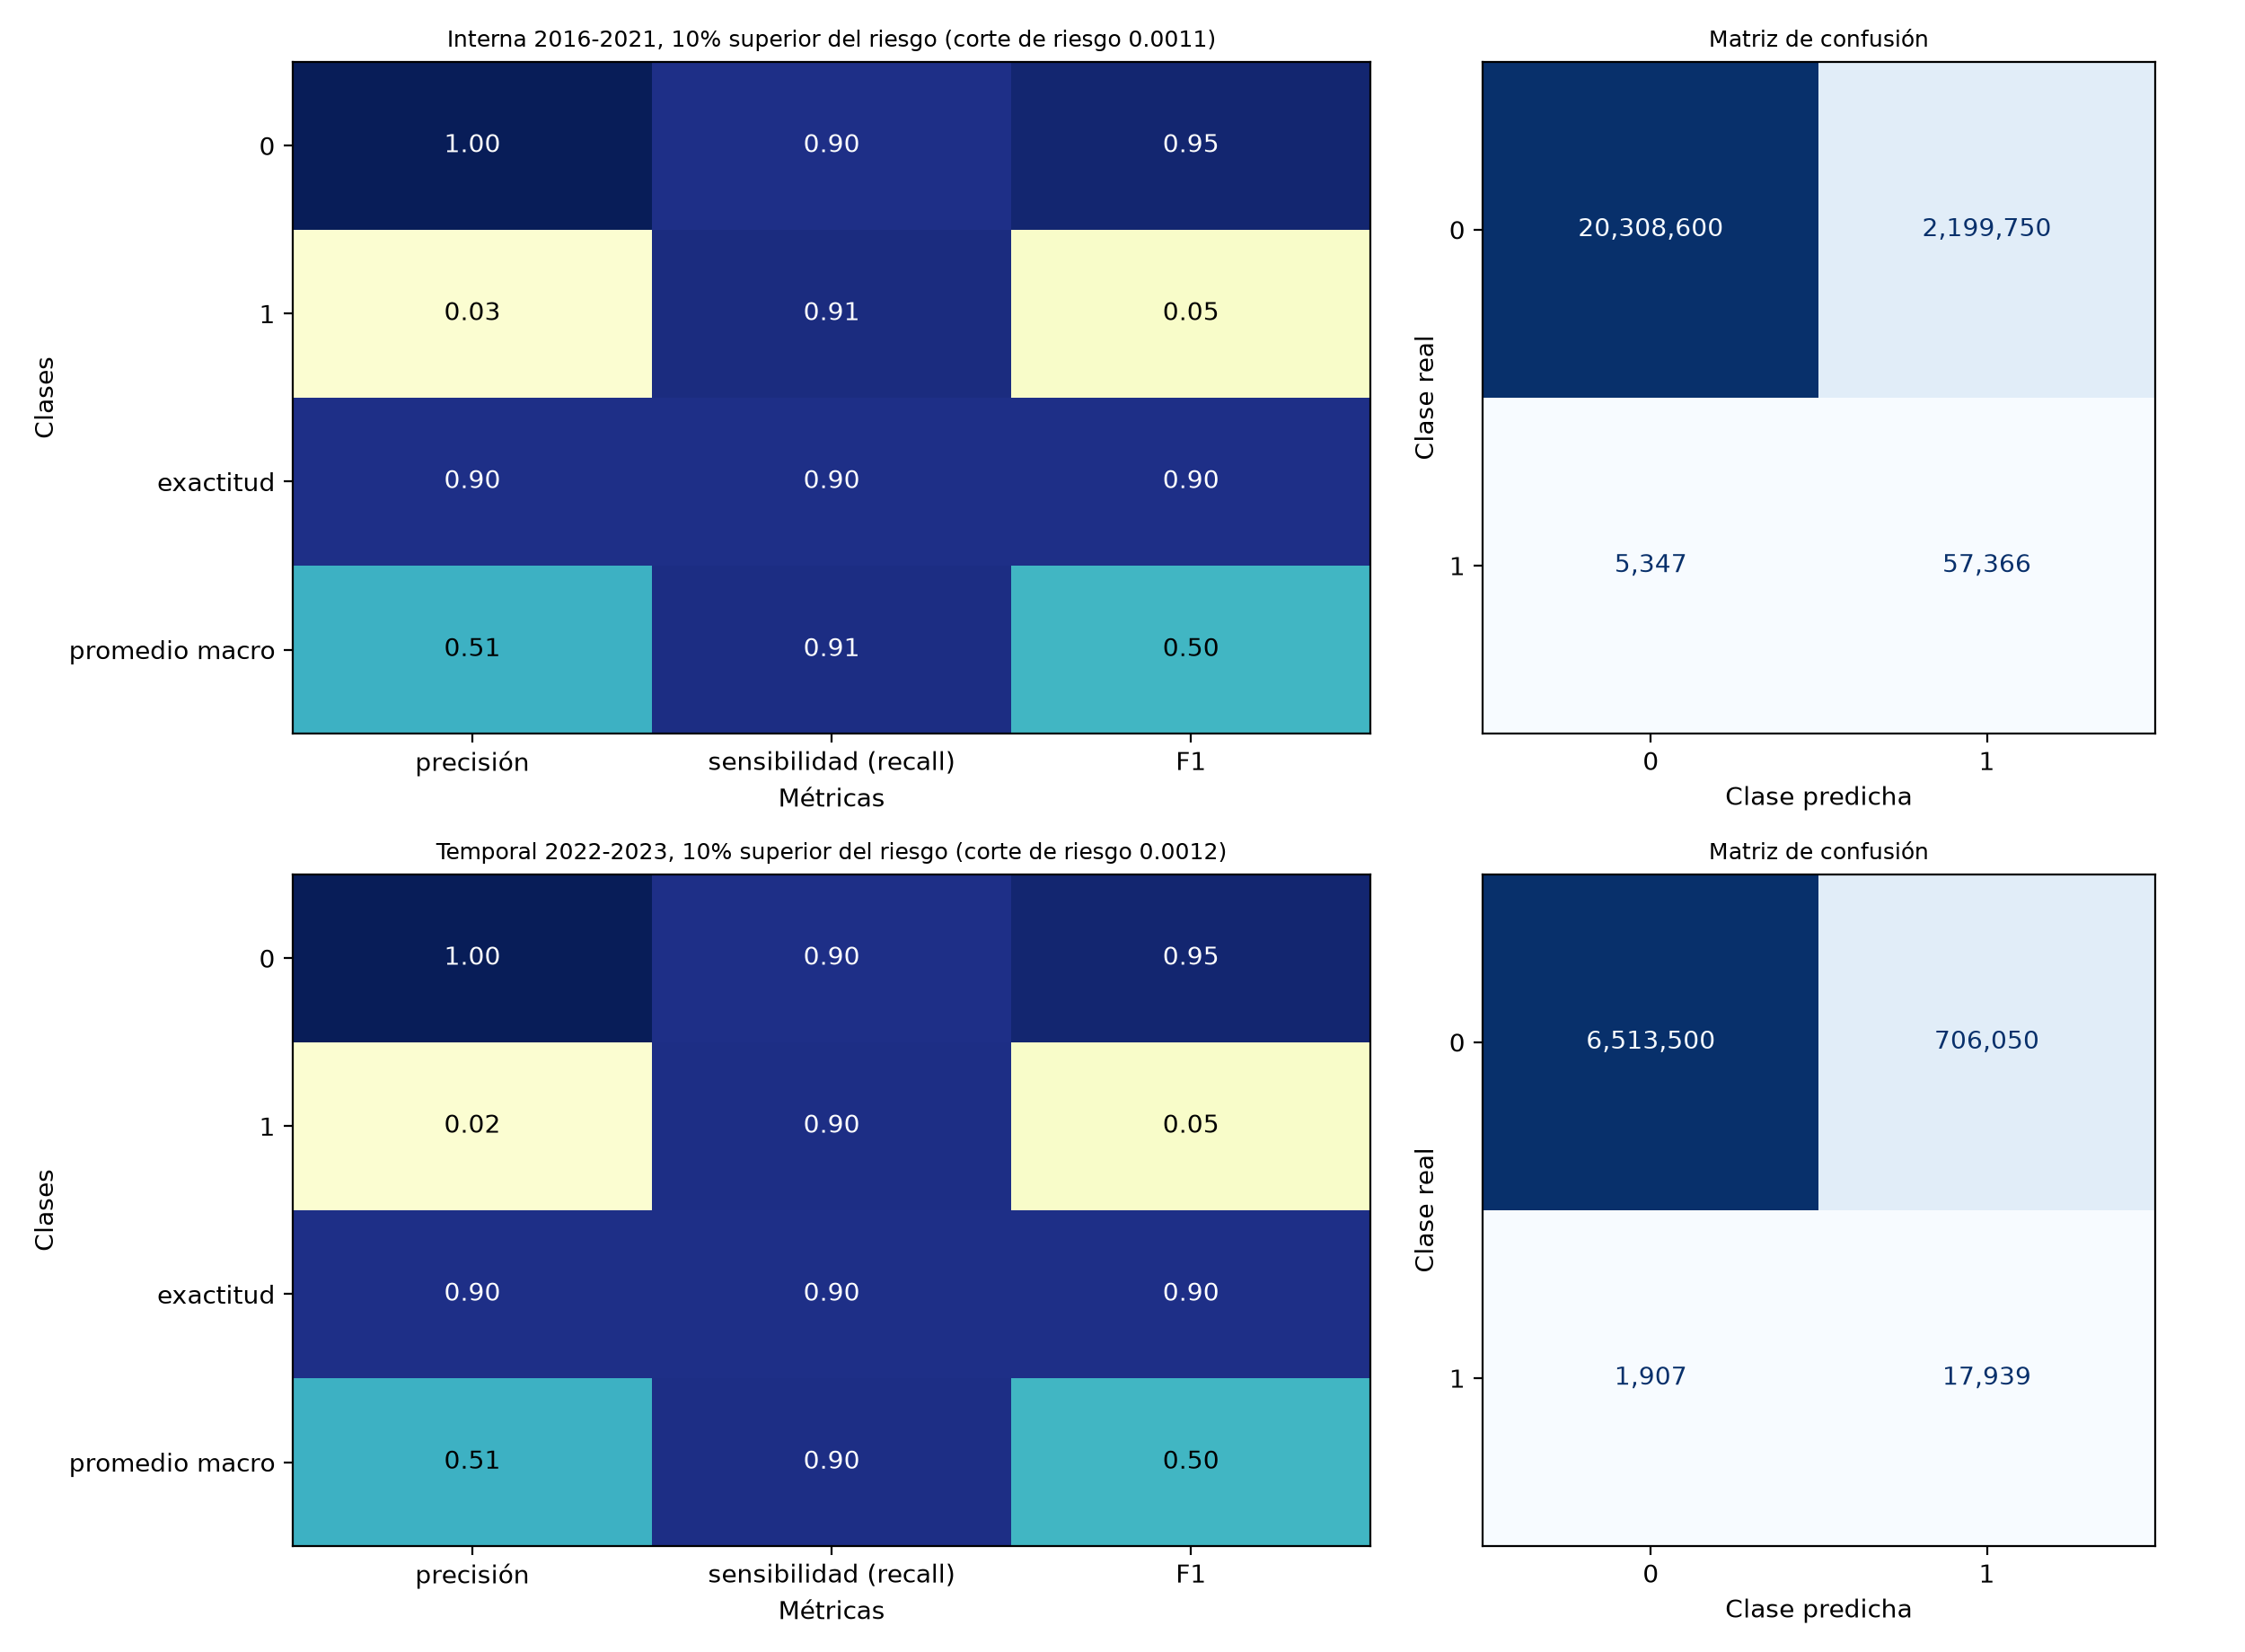 Interna 2016-2021, 10% superior del riesgo (corte de riesgo 0.0011)
Clases
0 1.00 0.90 0.95
1 0.03 0.91 0.05
exactitud 0.90 0.90 0.90
promedio macro 0.51 0.91 0.50
precisión sensibilidad (recall) F1
Métricas
Matriz de confusión
Clase real
0 20,308,600 2,199,750
1 5,347 57,366
0 1
Clase predicha
Temporal 2022-2023, 10% superior del riesgo (corte de riesgo 0.0012)
Clases
0 1.00 0.90 0.95
1 0.02 0.90 0.05
exactitud 0.90 0.90 0.90
promedio macro 0.51 0.90 0.50
precisión sensibilidad (recall) F1
Métricas
Matriz de confusión
Clase real
0 6,513,500 706,050
1 1,907 17,939
0 1
Clase predicha